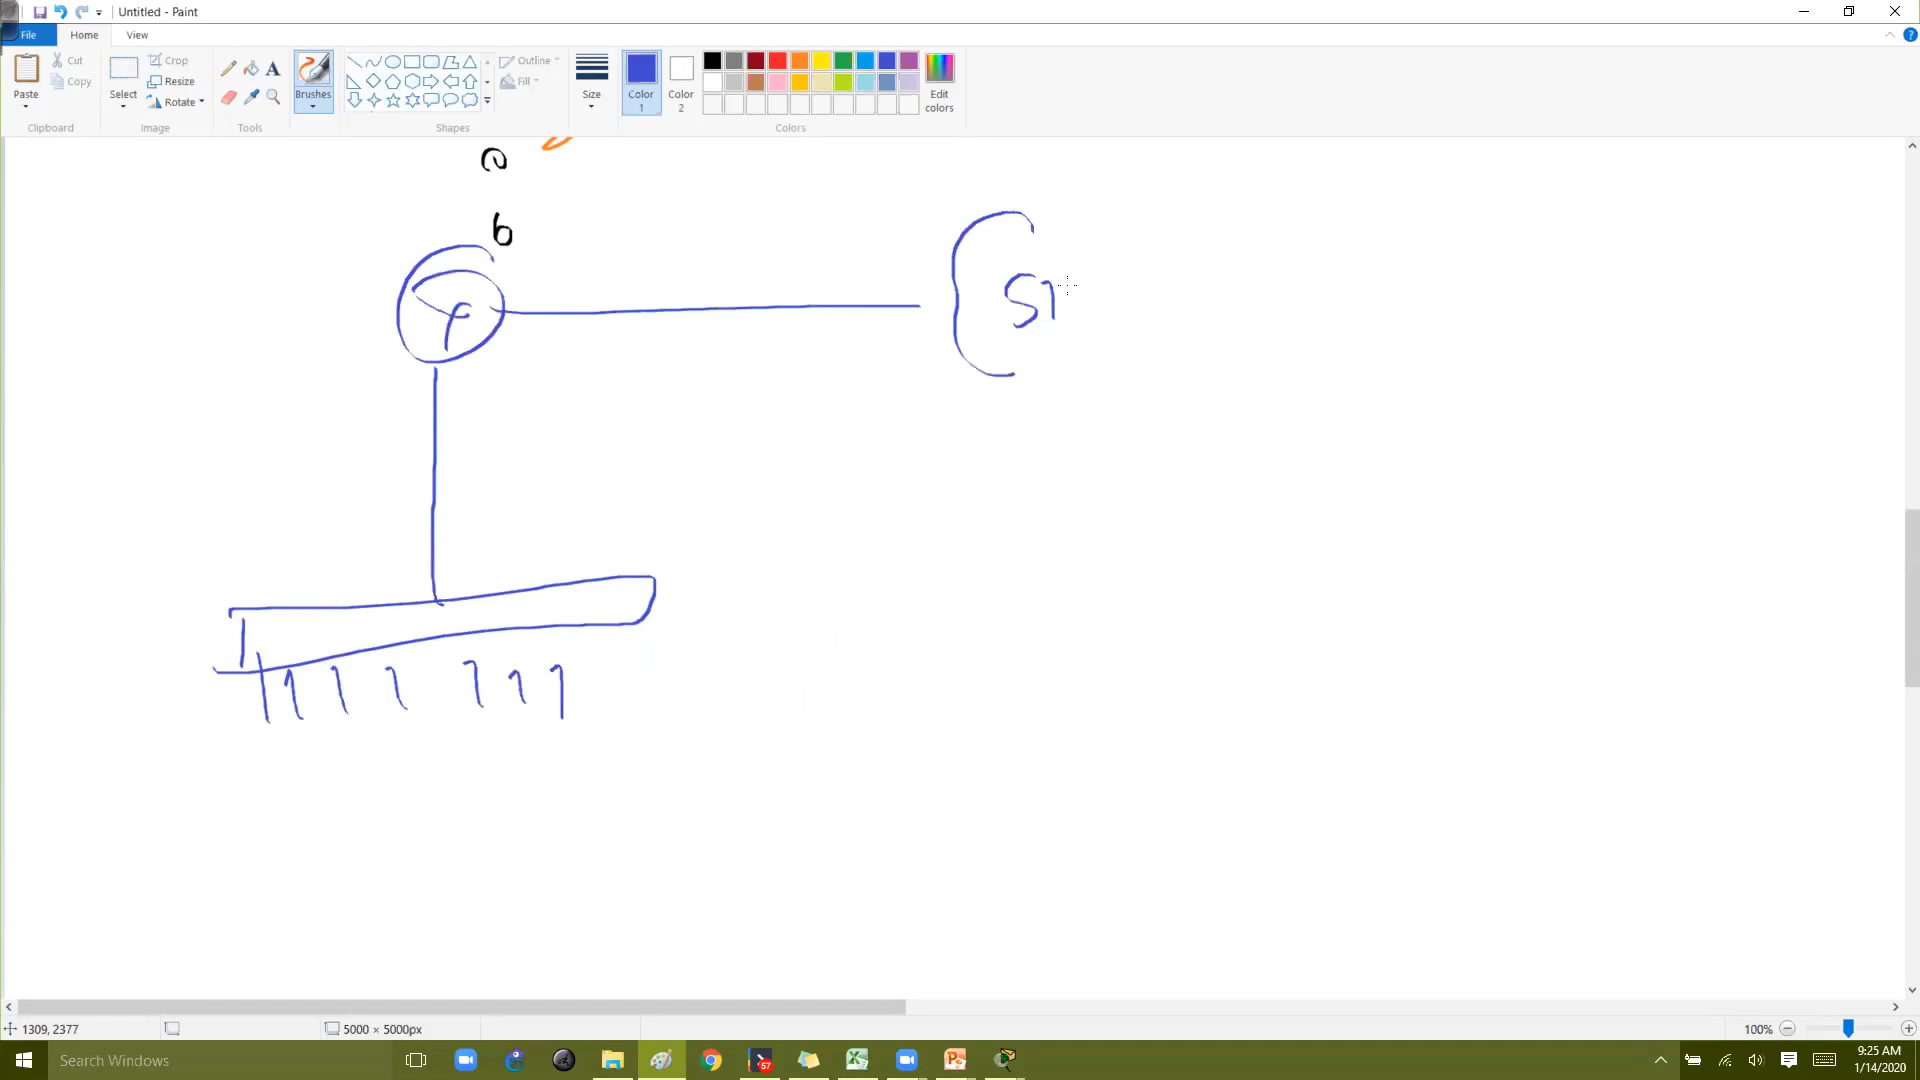 Untitled - Paint
File Home View
Paste
Cut
Copy
Clipboard
Select
Crop
Resize
Rotate
Image
Tools
Brushes
Outline
Fill
Shapes
Size
Color 1
Color 2
Edit colors
Colors
a
b
r
S1
1309, 2377
5000 × 5000px
100%
Search Windows
57
9:25 AM
1/14/2020